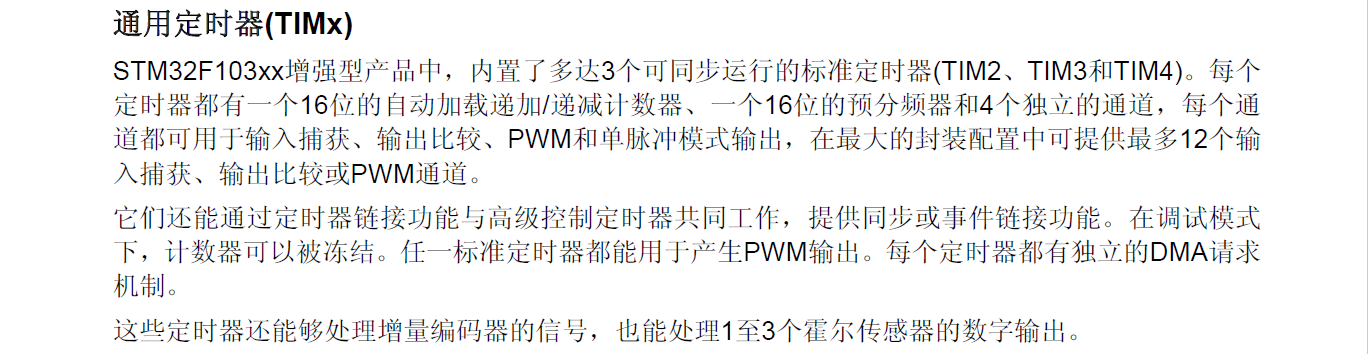 通用定时器(TIMx)
STM32F103xx增强型产品中，内置了多达3个可同步运行的标准定时器(TIM2、TIM3和TIM4)。每个
定时器都有一个16位的自动加载递加/递减计数器、一个16位的预分频器和4个独立的通道，每个通
道都可用于输入捕获、输出比较、PWM和单脉冲模式输出，在最大的封装配置中可提供最多12个输
入捕获、输出比较或PWM通道。
它们还能通过定时器链接功能与高级控制定时器共同工作，提供同步或事件链接功能。在调试模式
下，计数器可以被冻结。任一标准定时器都能用于产生PWM输出。每个定时器都有独立的DMA请求
机制。
这些定时器还能够处理增量编码器的信号，也能处理1至3个霍尔传感器的数字输出。